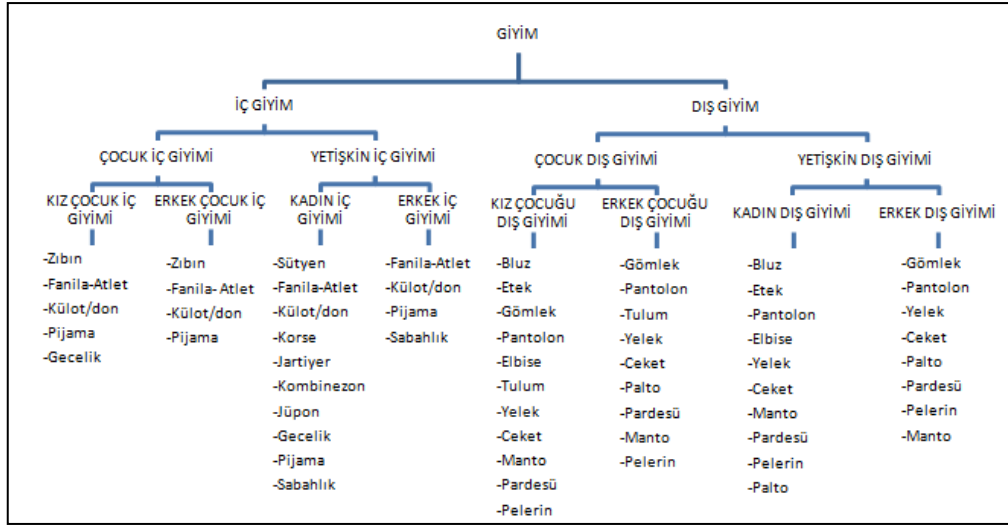 GİYİM
İÇ GİYİM
DIŞ GİYİM
ÇOCUK İÇ GİYİMİ
YETİŞKİN İÇ GİYİMİ
ÇOCUK DIŞ GİYİMİ
YETİŞKİN DIŞ GİYİMİ
KIZ ÇOCUK İÇ
GİYİMİ
-Zıbın
-Fanila-Atlet
-Külot/don
-Pijama
-Gecelik
ERKEK ÇOCUK İÇ
GİYİMİ
-Zıbın
-Fanila- Atlet
-Külot/don
-Pijama
KADIN İÇ
GİYİMİ
-Sütyen
-Fanila-Atlet
-Külot/don
-Korse
-Jartiyer
-Kombinezon
-Jüpon
-Gecelik
-Pijama
-Sabahlık
ERKEK İÇ
GİYİMİ
-Fanila-Atlet
-Külot/don
-Pijama
-Sabahlık
KIZ ÇOCUĞU
DIŞ GİYİMİ
-Bluz
-Etek
-Gömlek
-Pantolon
-Elbise
-Tulum
-Yelek
-Ceket
-Manto
-Pardesü
-Pelerin
ERKEK ÇOCUĞU
DIŞ GİYİMİ
-Gömlek
-Pantolon
-Tulum
-Yelek
-Ceket
-Palto
-Pardesü
-Manto
-Pelerin
KADIN DIŞ GİYİMİ
-Bluz
-Etek
-Pantolon
-Elbise
-Yelek
-Ceket
-Manto
-Pardesü
-Pelerin
-Palto
ERKEK DIŞ GİYİMİ
-Gömlek
-Pantolon
-Yelek
-Ceket
-Palto
-Pardesü
-Pelerin
-Manto